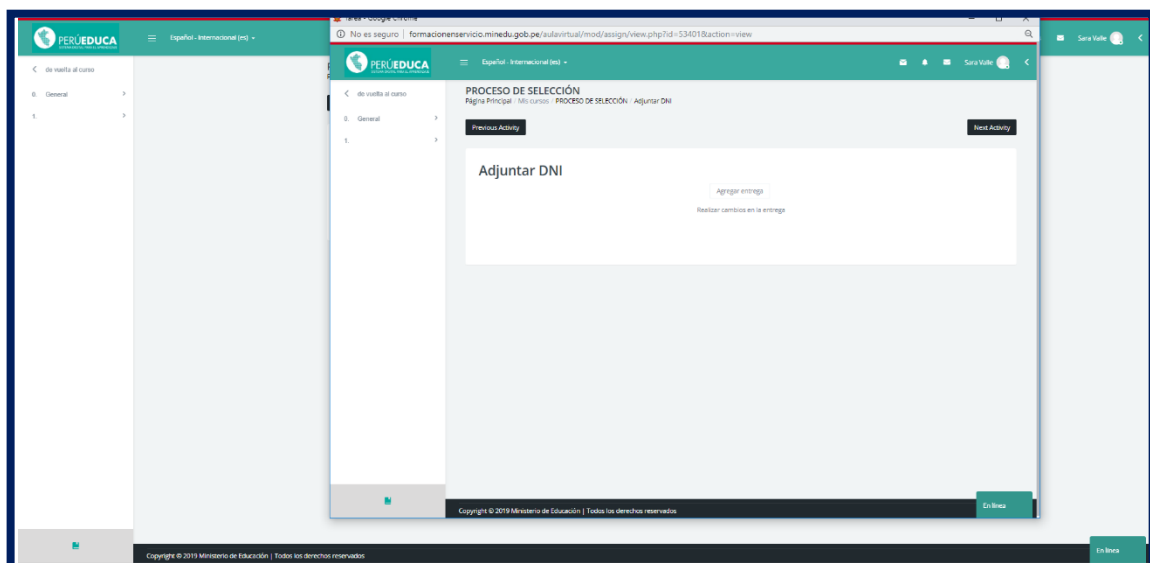 Tarea - Google Chrome
No es seguro | formacionenservicio.minedu.gob.pe/aulavirtual/mod/assign/view.php?id=53401&action=view
PERÚEDUCA
Español - Internacional (es)
Sara Valle
de vuelta al curso
0. General
1.
PERÚEDUCA
Español - Internacional (es)
Sara Valle
de vuelta al curso
0. General
1.
PROCESO DE SELECCIÓN
Página Principal / Mis cursos / PROCESO DE SELECCIÓN / Adjuntar DNI
Previous Activity
Next Activity
Adjuntar DNI
Agregar entrega
Realizar cambios en la entrega
Copyright © 2019 Ministerio de Educación | Todos los derechos reservados
En línea
Copyright © 2019 Ministerio de Educación | Todos los derechos reservados
En línea